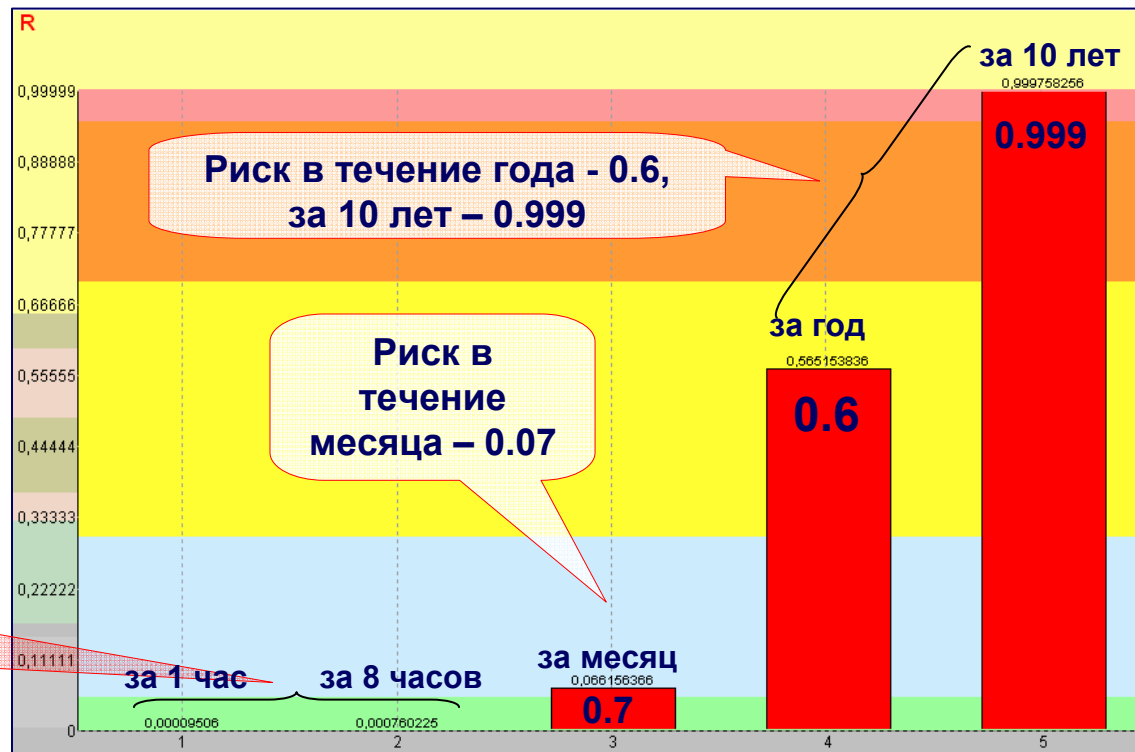 R
за 10 лет
0,999758256
0,99999
0.999
0,88888
Риск в течение года - 0.6,
за 10 лет – 0.999
0,77777
0,66666
за год
0,565153836
0,55555
Риск в
течение
месяца – 0.07
0.6
0,44444
0,33333
0,22222
0,11111
за 1 час
за 8 часов
за месяц
0,066156366
0.7
0,00009506
0,000760225
0
1
2
3
4
5